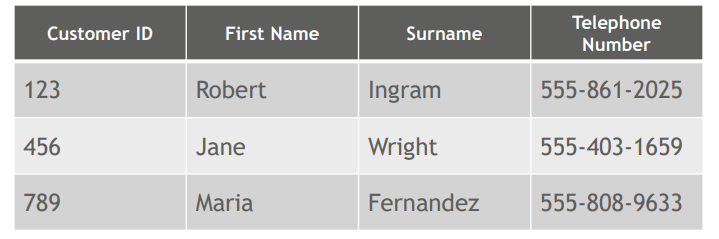 Customer ID First Name Surname Telephone Number
123 Robert Ingram 555-861-2025
456 Jane Wright 555-403-1659
789 Maria Fernandez 555-808-9633